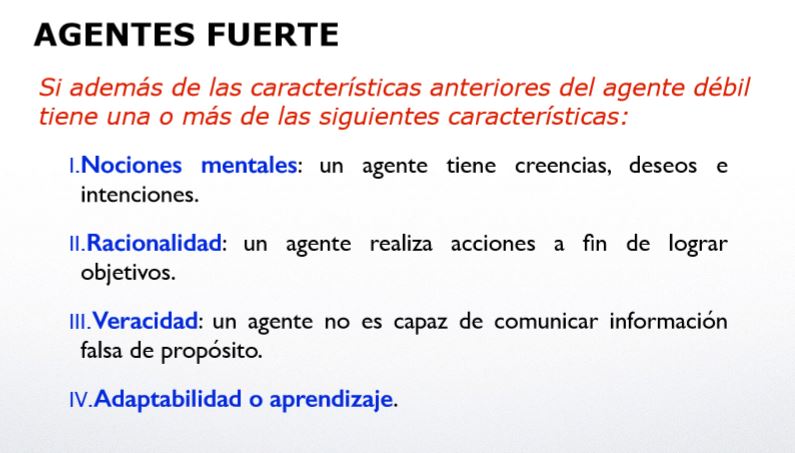 AGENTES FUERTE
Si además de las características anteriores del agente débil
tiene una o más de las siguientes características:
I.Nociones mentales: un agente tiene creencias, deseos e
intenciones.
II.Racionalidad: un agente realiza acciones a fin de lograr
objetivos.
III.Veracidad: un agente no es capaz de comunicar información
falsa de propósito.
IV.Adaptabilidad o aprendizaje.